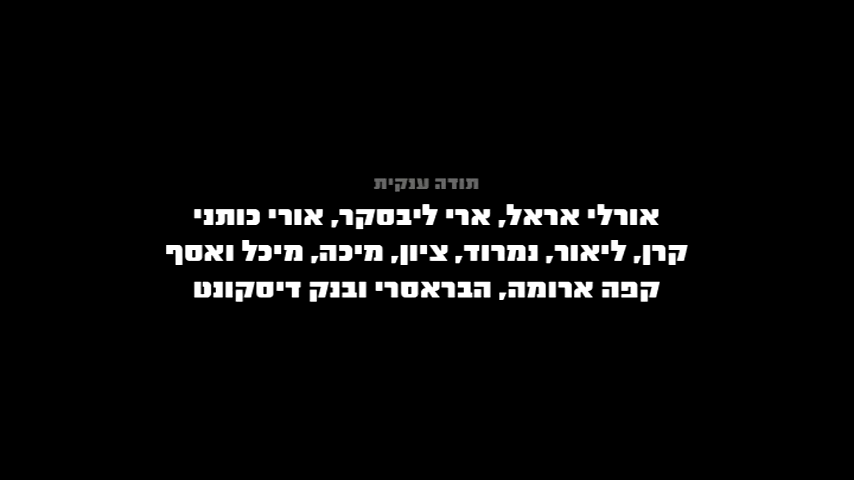 תודה ענקית
אורלי אראל, ארי ליבסקר, אורי כותני
קרן, ליאור, נמרוד, ציון, מיכה, מיכל ואסף
קפה ארומה, הבראסרי ובנק דיסקונט